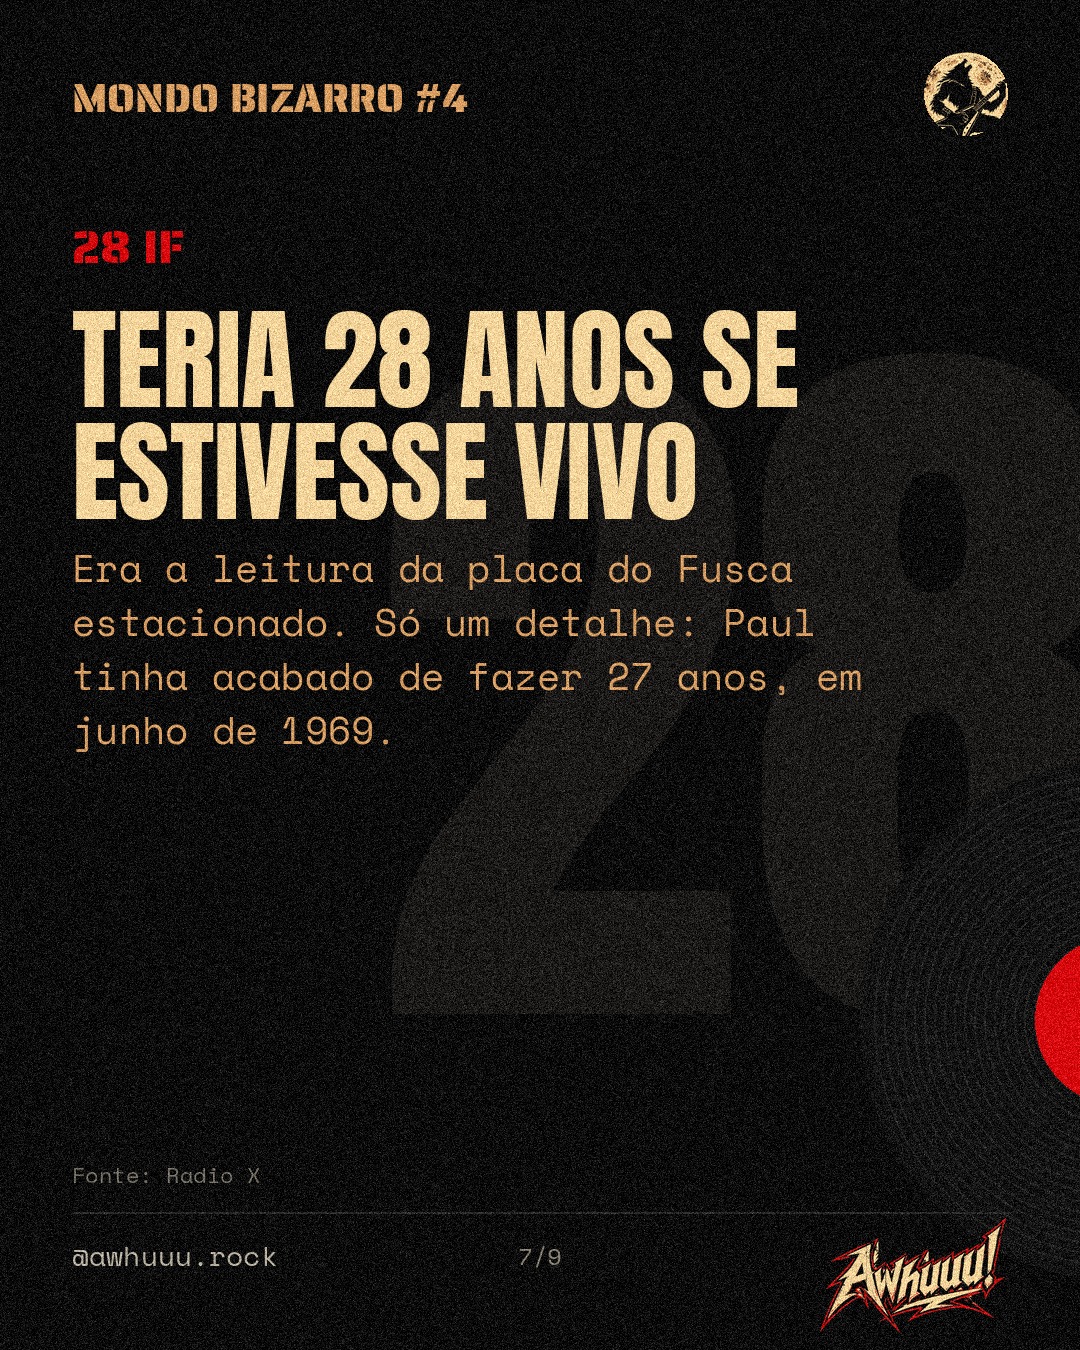 MONDO BIZARRO #4
28 IF
TERIA 28 ANOS SE
ESTIVESSE VIVO
Era a leitura da placa do Fusca
estacionado. Só um detalhe: Paul
tinha acabado de fazer 27 anos, em
junho de 1969.
28
Fonte: Radio X
@awhuuu.rock
7/9
Awhuuu!